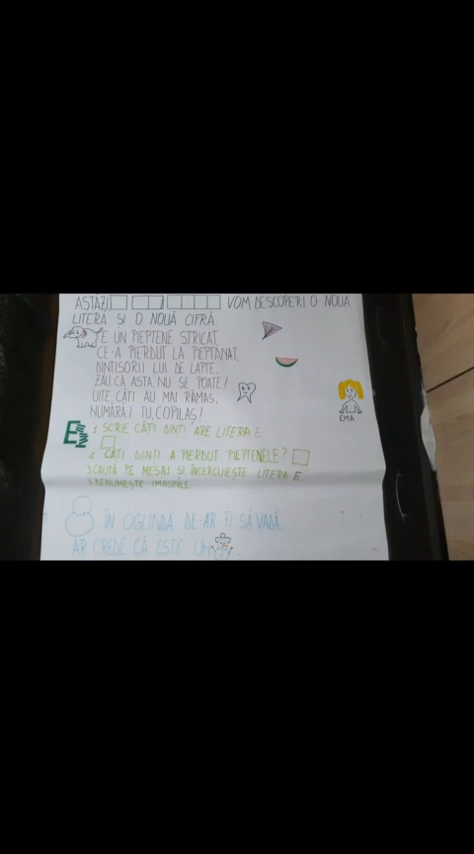 ASTĂZI VOM DESCOPERI O NOUĂ
LITERĂ ȘI O NOUĂ CIFRĂ.
E UN PIEPTENE STRICAT,
CE-A PIERDUT LA PIEPTĂNAT,
DINȚIȘORII LUI DE LAPTE,
ZĂU CĂ ASTA NU SE POATE!
UITE, CÂȚI AU MAI RĂMAS,
NUMĂRĂ-I TU, COPILAȘ!
EMA
E
1. SCRIE CÂȚI DINȚI ARE LITERA E.
2. CÂȚI DINȚI A PIERDUT PIEPTENELE?
3. CAUTĂ PE MESAJ ȘI ÎNCERCUIEȘTE LITERA E.
4. DENUMEȘTE IMAGINILE
ÎN OGLINDĂ DE-AR FI SĂ VADĂ,
AR CREDE CĂ ESTE UN